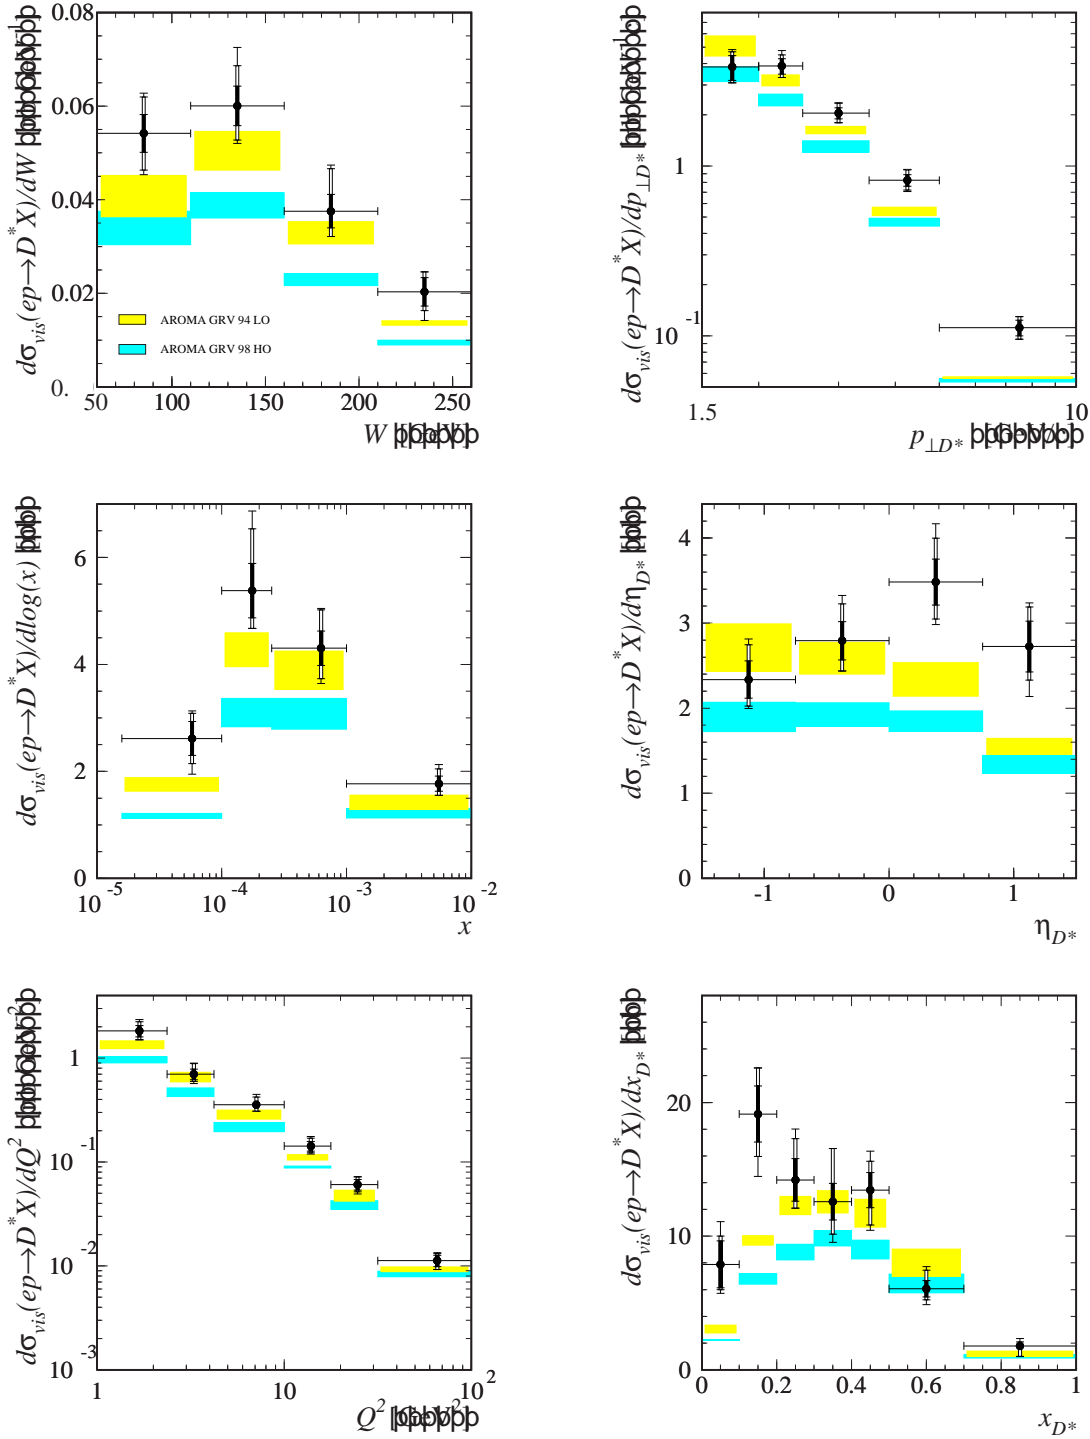 0.08
0.06
0.04
0.02
0.
50 100 150 200 250
dσvis(ep→D*X)/dW
AROMA GRV 94 LO
AROMA GRV 98 HO
W [GeV]
1
10-1
1.5 10
dσvis(ep→D*X)/dp⊥D*
p⊥D*
6
4
2
0
10-5 10-4 10-3 10-2
dσvis(ep→D*X)/dlog(x)
x
4
3
2
1
0
-1 0 1
dσvis(ep→D*X)/dηD*
ηD*
1
10-1
10-2
10-3
1 10 102
dσvis(ep→D*X)/dQ2
Q2
20
10
0
0 0.2 0.4 0.6 0.8 1
dσvis(ep→D*X)/dxD*
xD*